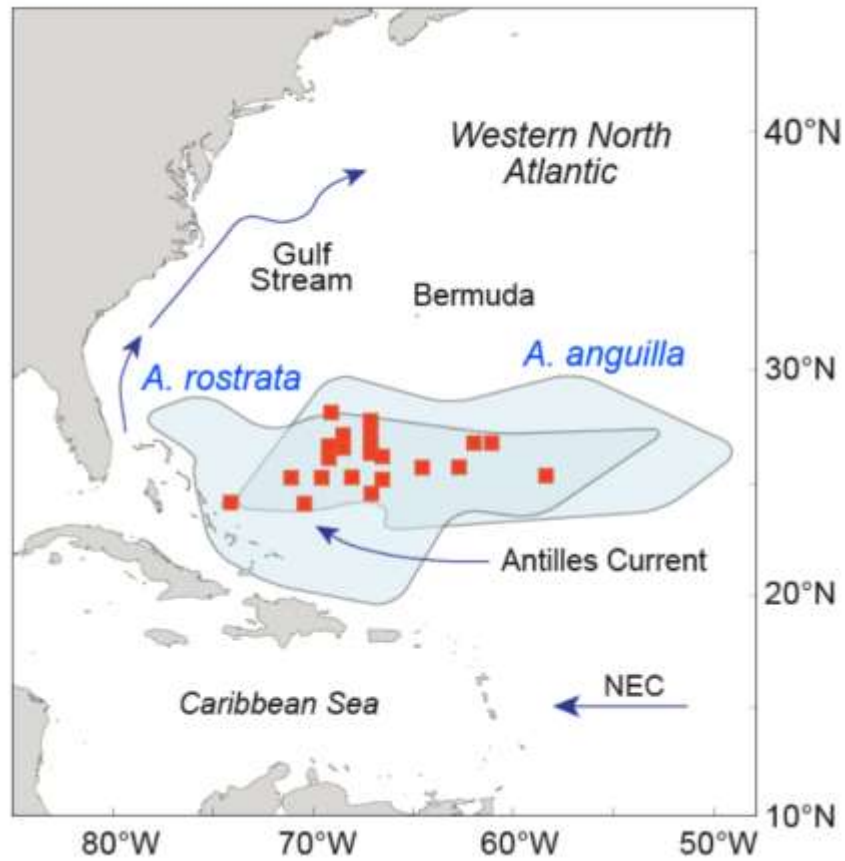 Western North
Atlantic
40°N
Gulf
Stream
Bermuda
A. rostrata
A. anguilla
30°N
Antilles Current
20°N
Caribbean Sea
NEC
10°N
80°W
70°W
60°W
50°W